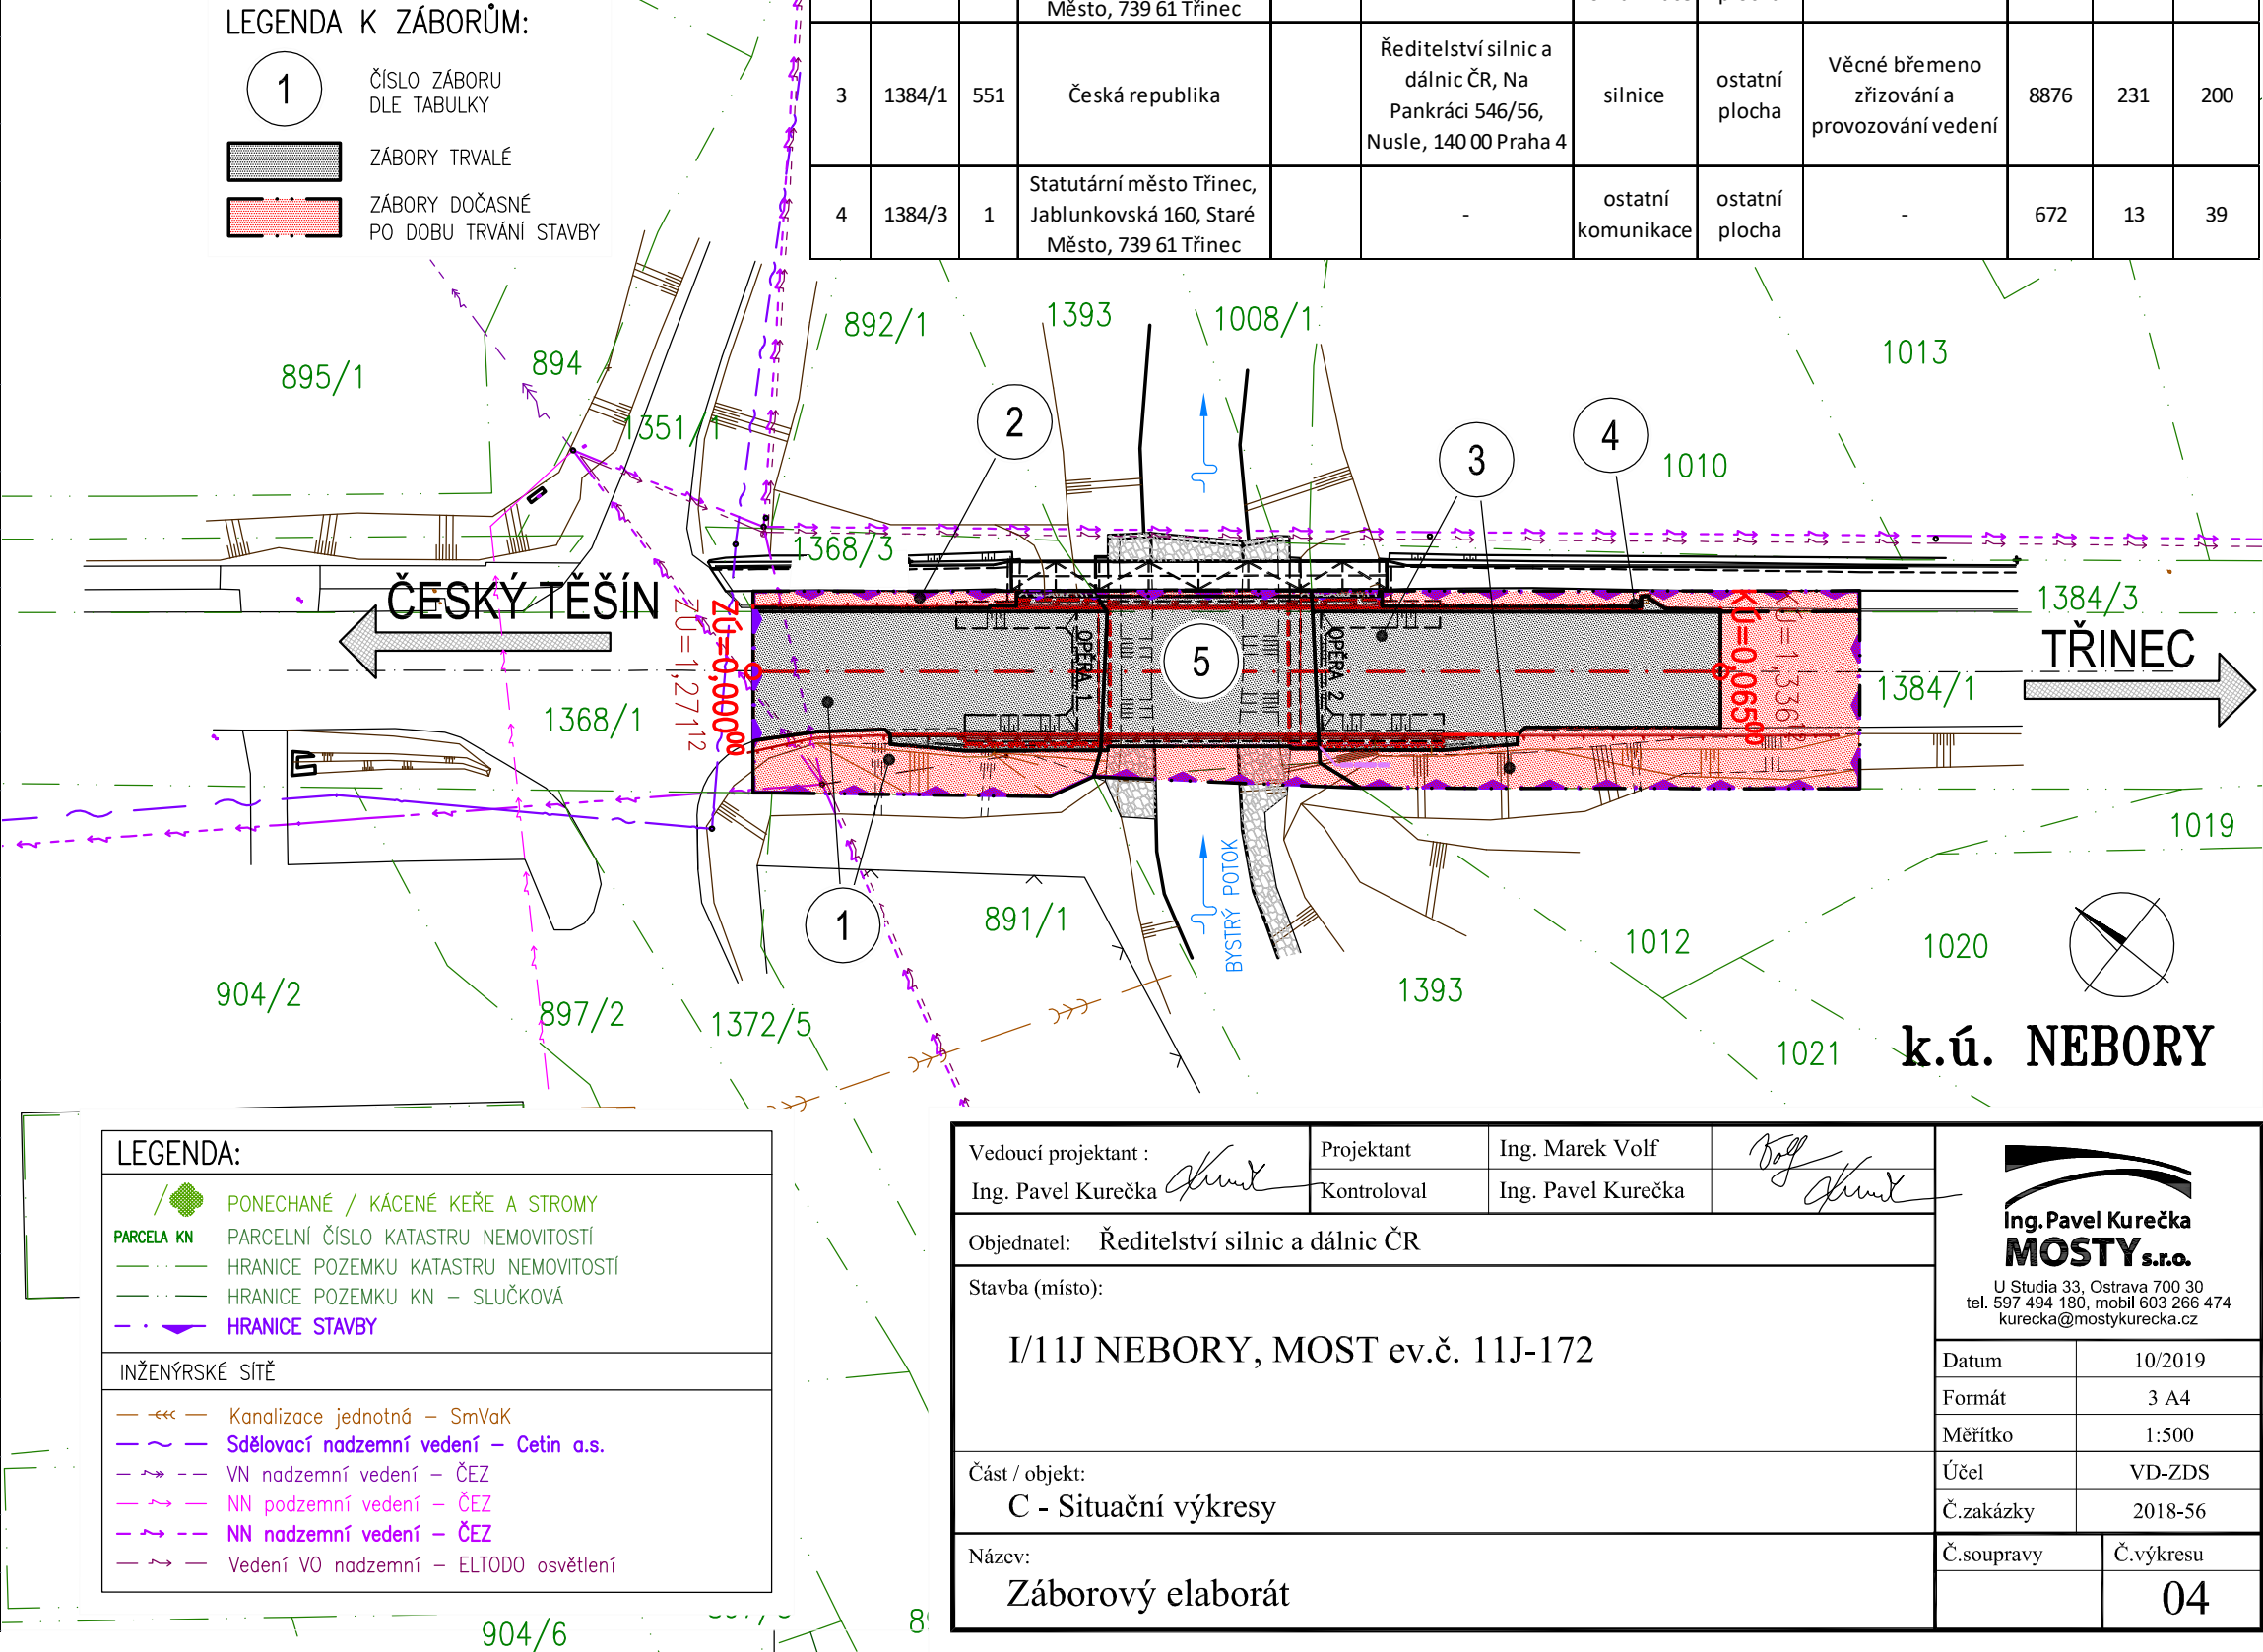 LEGENDA K ZÁBORŮM:
1
ČÍSLO ZÁBORU
DLE TABULKY
ZÁBORY TRVALÉ
ZÁBORY DOČASNÉ
PO DOBU TRVÁNÍ STAVBY
Město, 739 61 Třinec
3 1384/1 551 Česká republika
Ředitelství silnic a
dálnic ČR, Na
Pankráci 546/56,
Nusle, 140 00 Praha 4
silnice
ostatní
plocha
Věcné břemeno
zřizování a
provozování vedení
8876 231 200
4 1384/3 1
Statutární město Třinec,
Jablunkovská 160, Staré
Město, 739 61 Třinec
-
ostatní
komunikace
ostatní
plocha
-
672 13 39
895/1
894
892/1
1393
1008/1
1013
1351/1
2
3
4
1010
1368/3
ČESKÝ TĚŠÍN
1384/3
TŘINEC
ZÚ=1,27112
ZÚ=0,00000
OPĚRA 1
5
OPĚRA 2
KÚ=0,06500
KÚ=1,33612
1368/1
1384/1
1019
BYSTRÝ POTOK
1
891/1
1012
1020
904/2
897/2
1372/5
1393
1021
k.ú. NEBORY
LEGENDA:
PONECHANÉ / KÁCENÉ KEŘE A STROMY
PARCELA KN PARCELNÍ ČÍSLO KATASTRU NEMOVITOSTÍ
HRANICE POZEMKU KATASTRU NEMOVITOSTÍ
HRANICE POZEMKU KN – SLUČKOVÁ
HRANICE STAVBY
INŽENÝRSKÉ SÍTĚ
Kanalizace jednotná – SmVaK
Sdělovací nadzemní vedení – Cetin a.s.
VN nadzemní vedení – ČEZ
NN podzemní vedení – ČEZ
NN nadzemní vedení – ČEZ
Vedení VO nadzemní – ELTODO osvětlení
904/6
Vedoucí projektant :
Ing. Pavel Kurečka
Projektant Ing. Marek Volf
Kontroloval Ing. Pavel Kurečka
Objednatel: Ředitelství silnic a dálnic ČR
Stavba (místo):
I/11J NEBORY, MOST ev.č. 11J-172
Část / objekt:
C - Situační výkresy
Název:
Záborový elaborát
Ing.Pavel Kurečka
MOSTY s.r.o.
U Studia 33, Ostrava 700 30
tel. 597 494 180, mobil 603 266 474
kurecka@mostykurecka.cz
Datum 10/2019
Formát 3 A4
Měřítko 1:500
Účel VD-ZDS
Č.zakázky 2018-56
Č.soupravy Č.výkresu
04